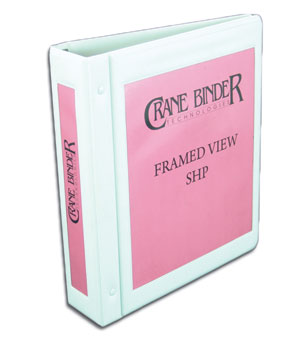 CRANE BINDER
CRANE BINDER
TECHNOLOGIES
FRAMED VIEW
SHP